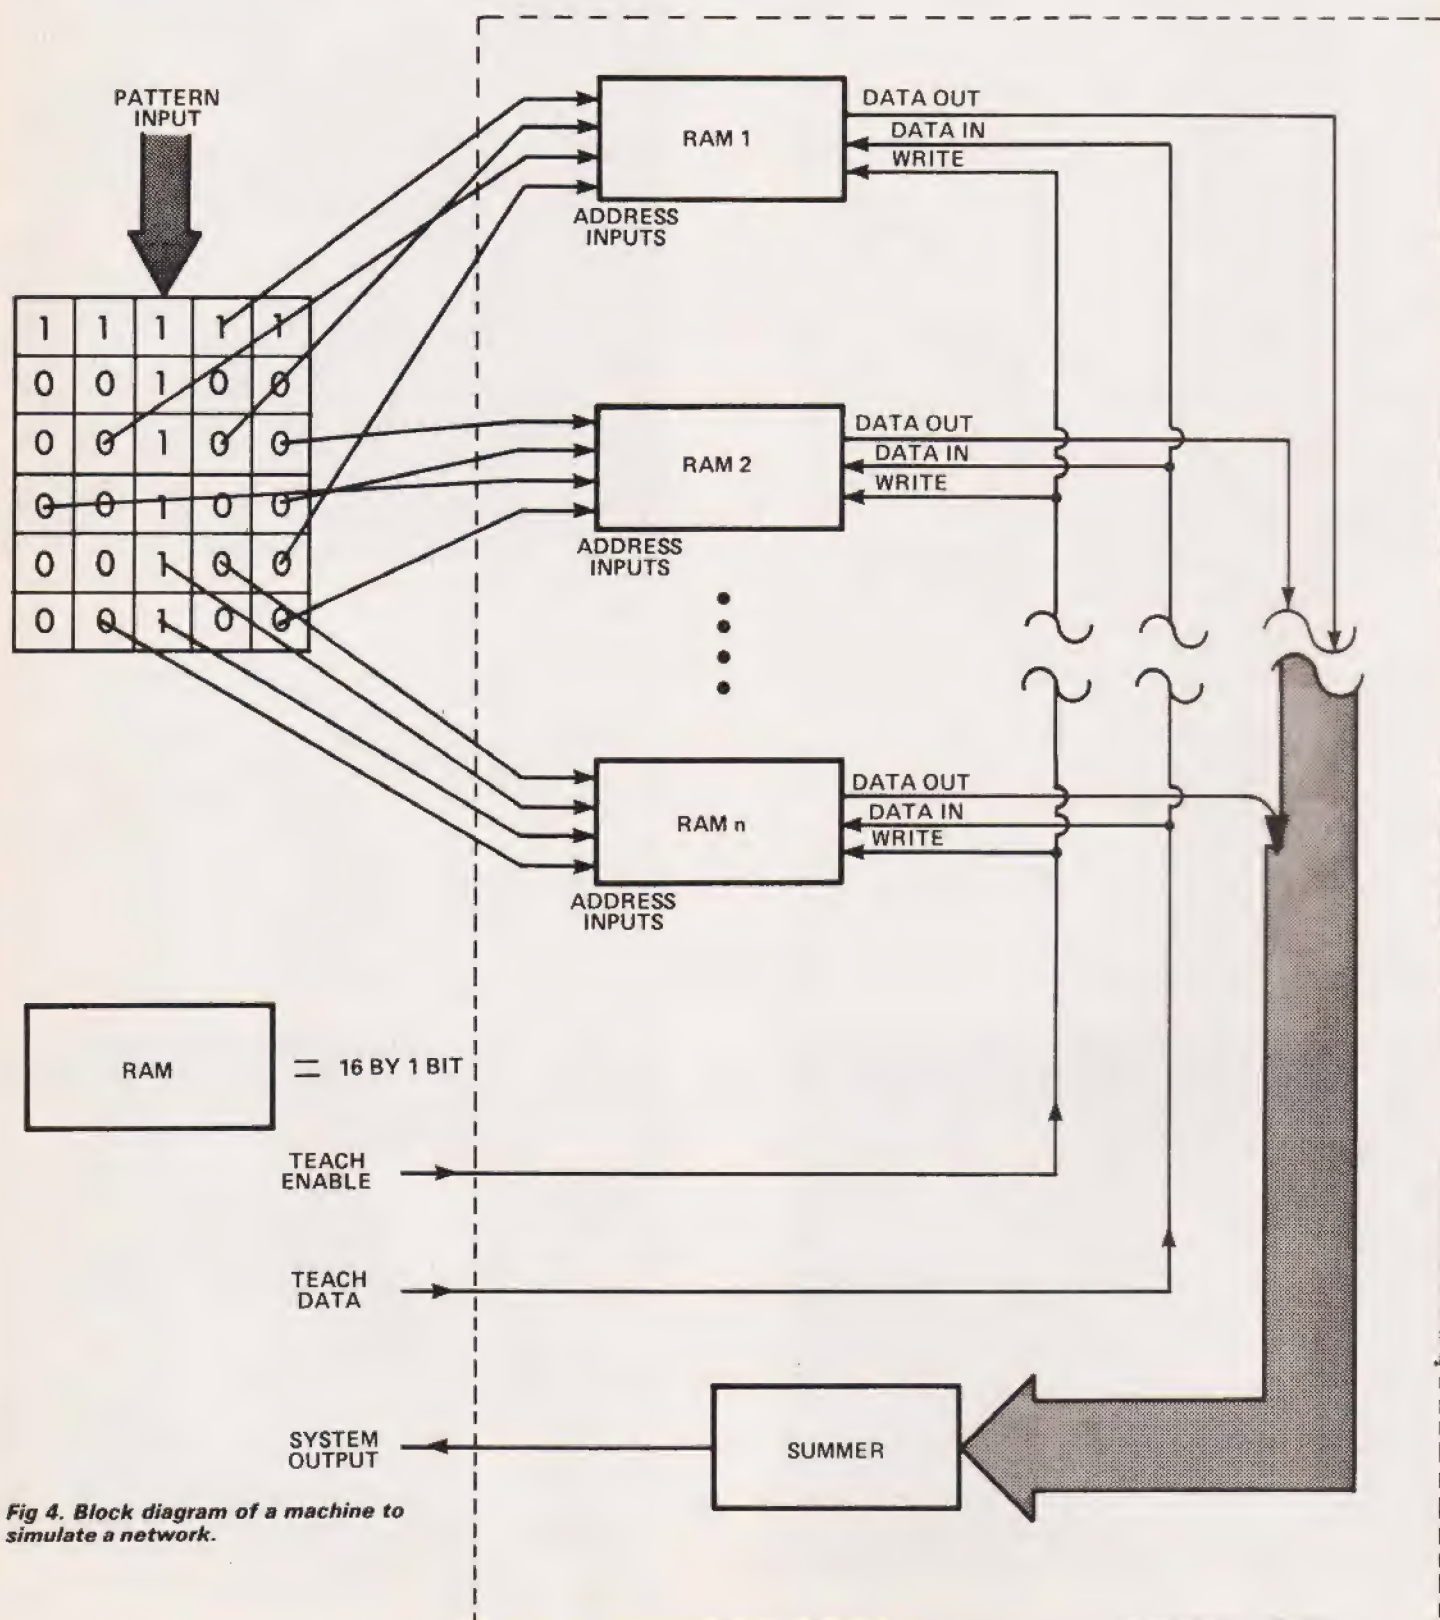 PATTERN
INPUT
1 1 1 1 1
0 0 1 0 0
0 0 1 0 0
0 0 1 0 0
0 0 1 0 0
0 0 1 0 0
RAM 1
DATA OUT
DATA IN
WRITE
ADDRESS
INPUTS
RAM 2
DATA OUT
DATA IN
WRITE
ADDRESS
INPUTS
RAM n
DATA OUT
DATA IN
WRITE
ADDRESS
INPUTS
RAM = 16 BY 1 BIT
TEACH
ENABLE
TEACH
DATA
SYSTEM
OUTPUT
SUMMER
Fig 4. Block diagram of a machine to
simulate a network.